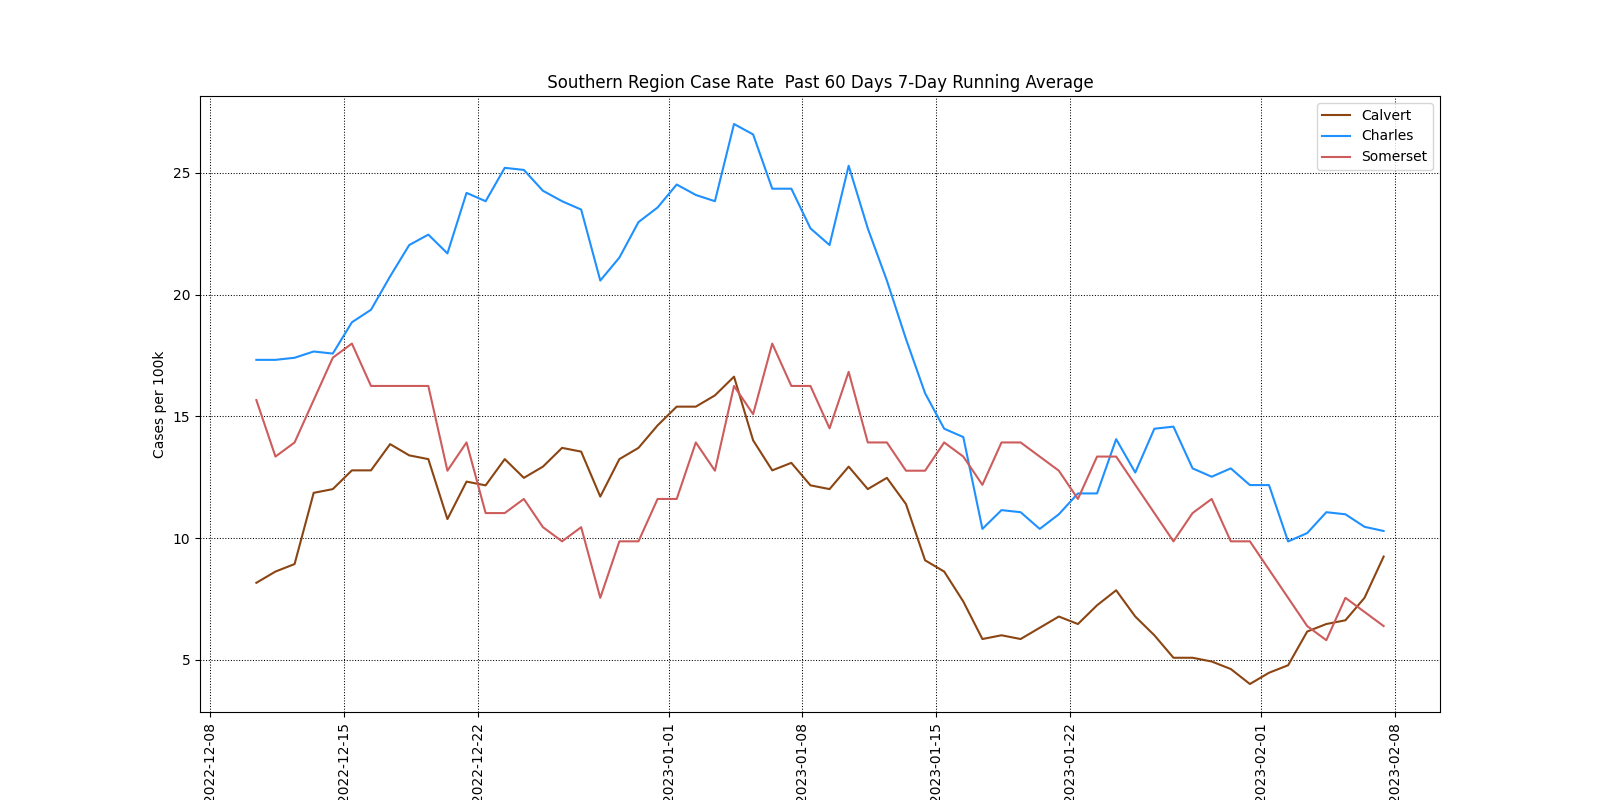 Southern Region Case Rate  Past 60 Days 7-Day Running Average
Calvert
Charles
Somerset
Cases per 100k
25
20
15
10
5
2022-12-08
2022-12-15
2022-12-22
2023-01-01
2023-01-08
2023-01-15
2023-01-22
2023-02-01
2023-02-08